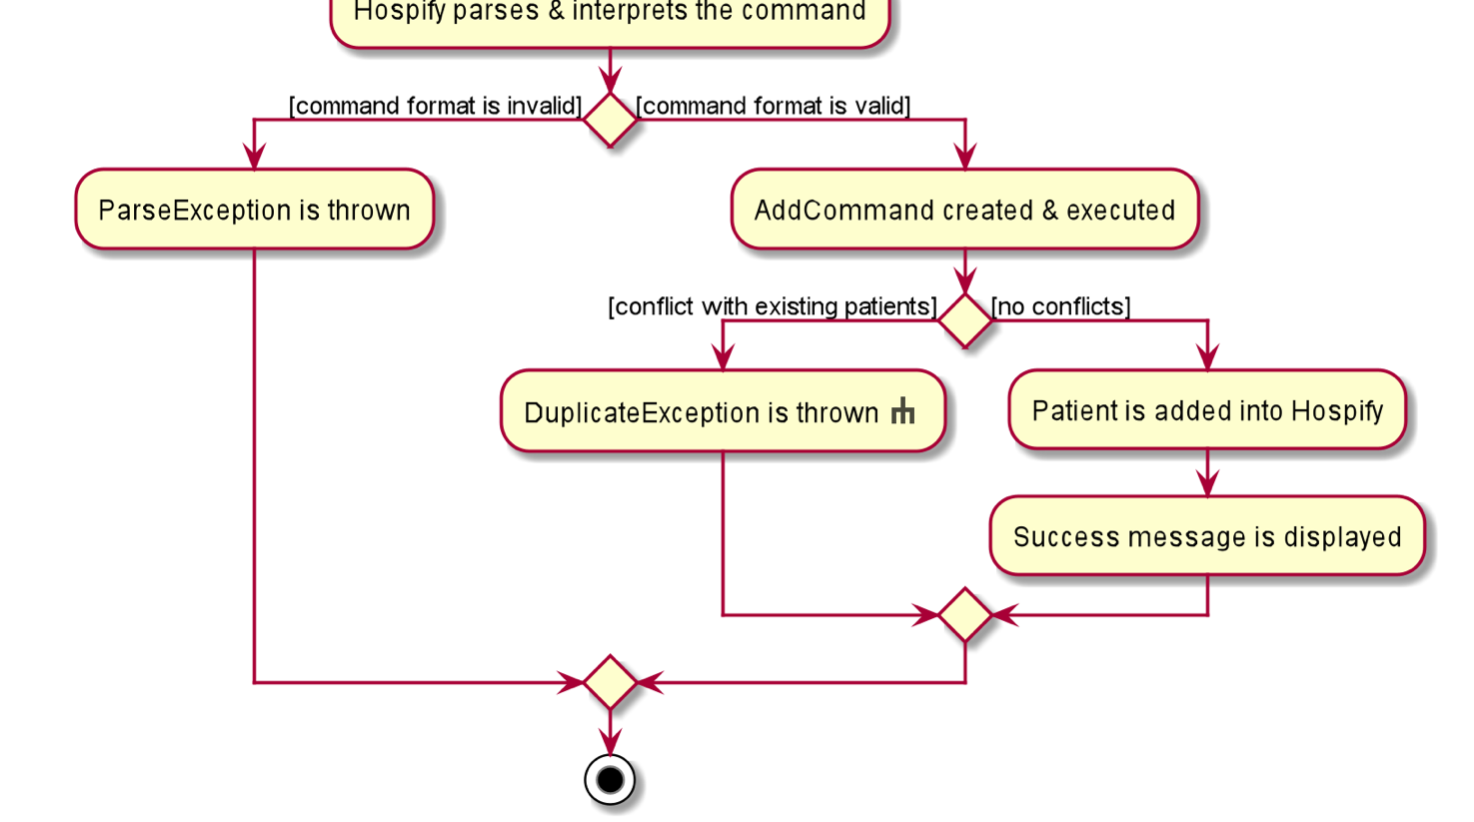 Hospify parses & interprets the command
[command format is invalid]
[command format is valid]
ParseException is thrown
AddCommand created & executed
[conflict with existing patients]
[no conflicts]
DuplicateException is thrown
Patient is added into Hospify
Success message is displayed